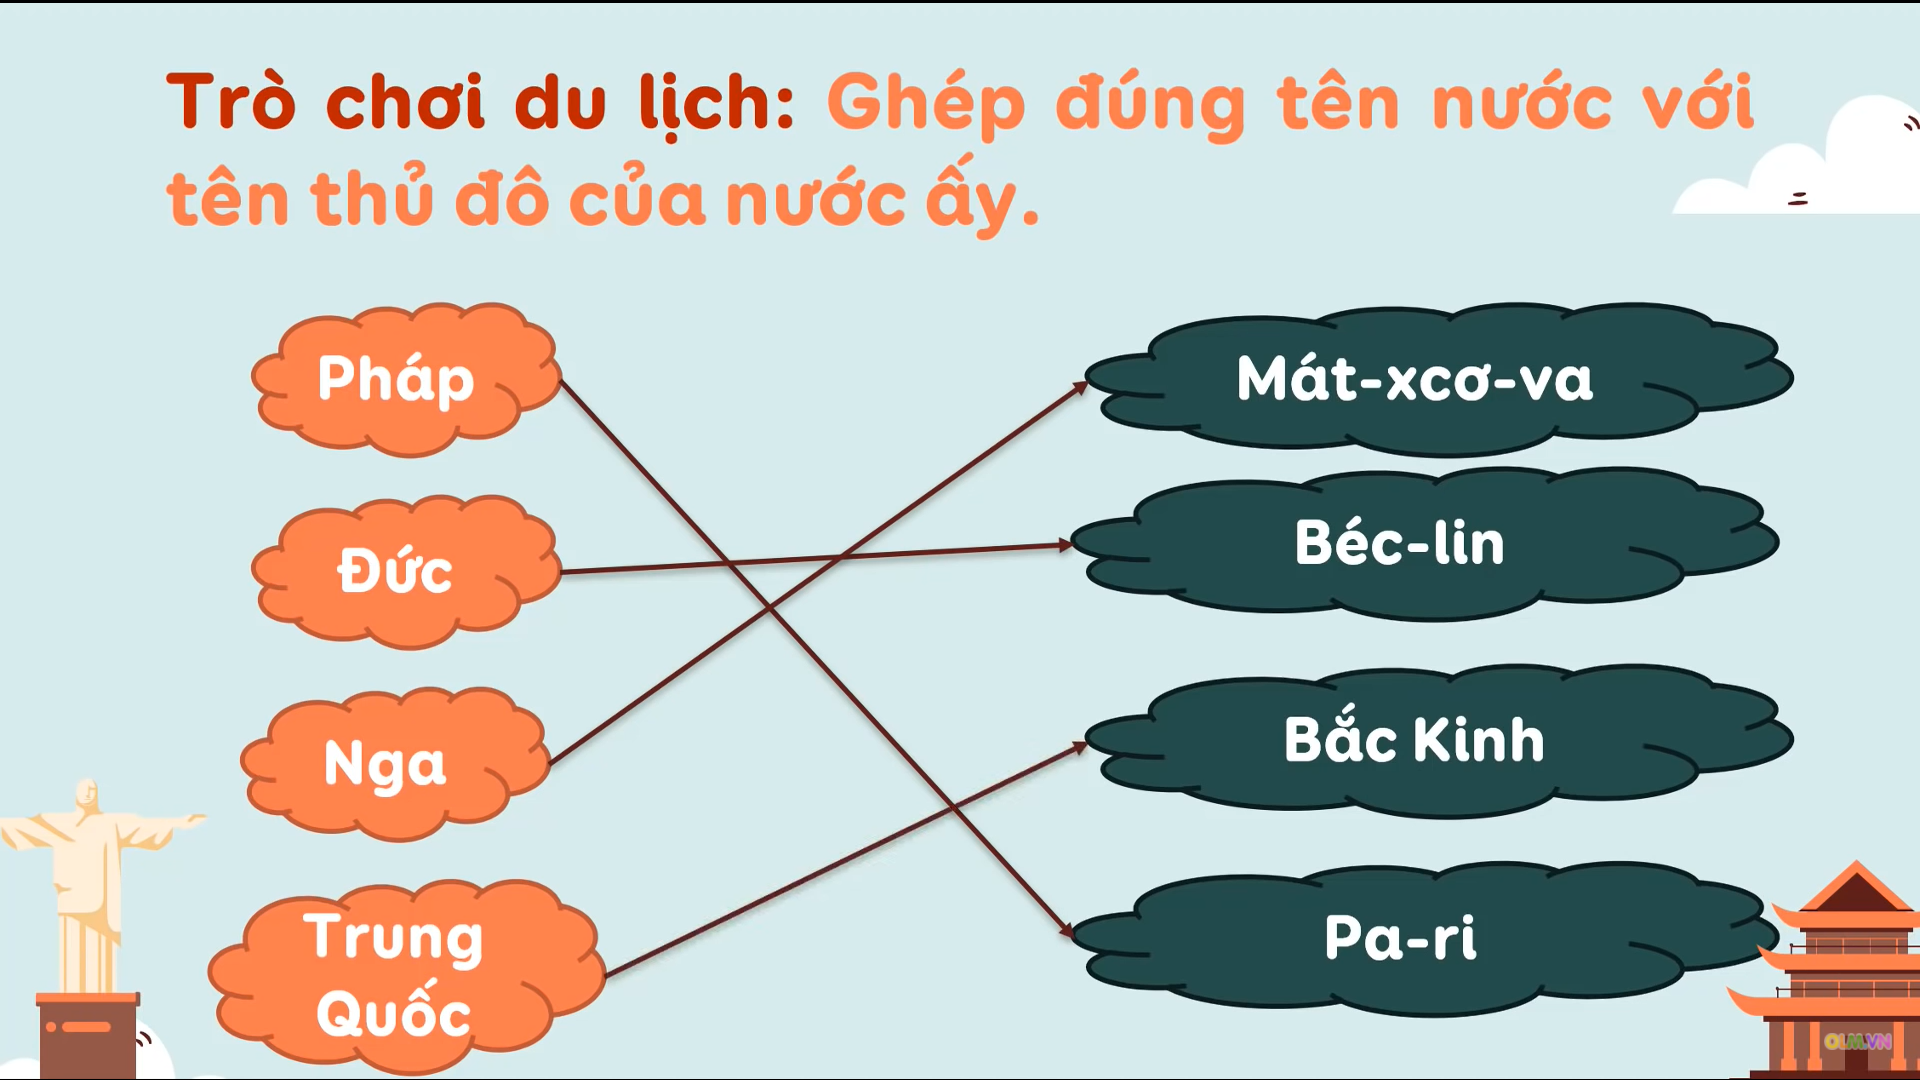 Trò chơi du lịch: Ghép đúng tên nước với
tên thủ đô của nước ấy.
Pháp
Mát-xcơ-va
Đức
Béc-lin
Nga
Bắc Kinh
Trung
Quốc
Pa-ri
OLM.VN